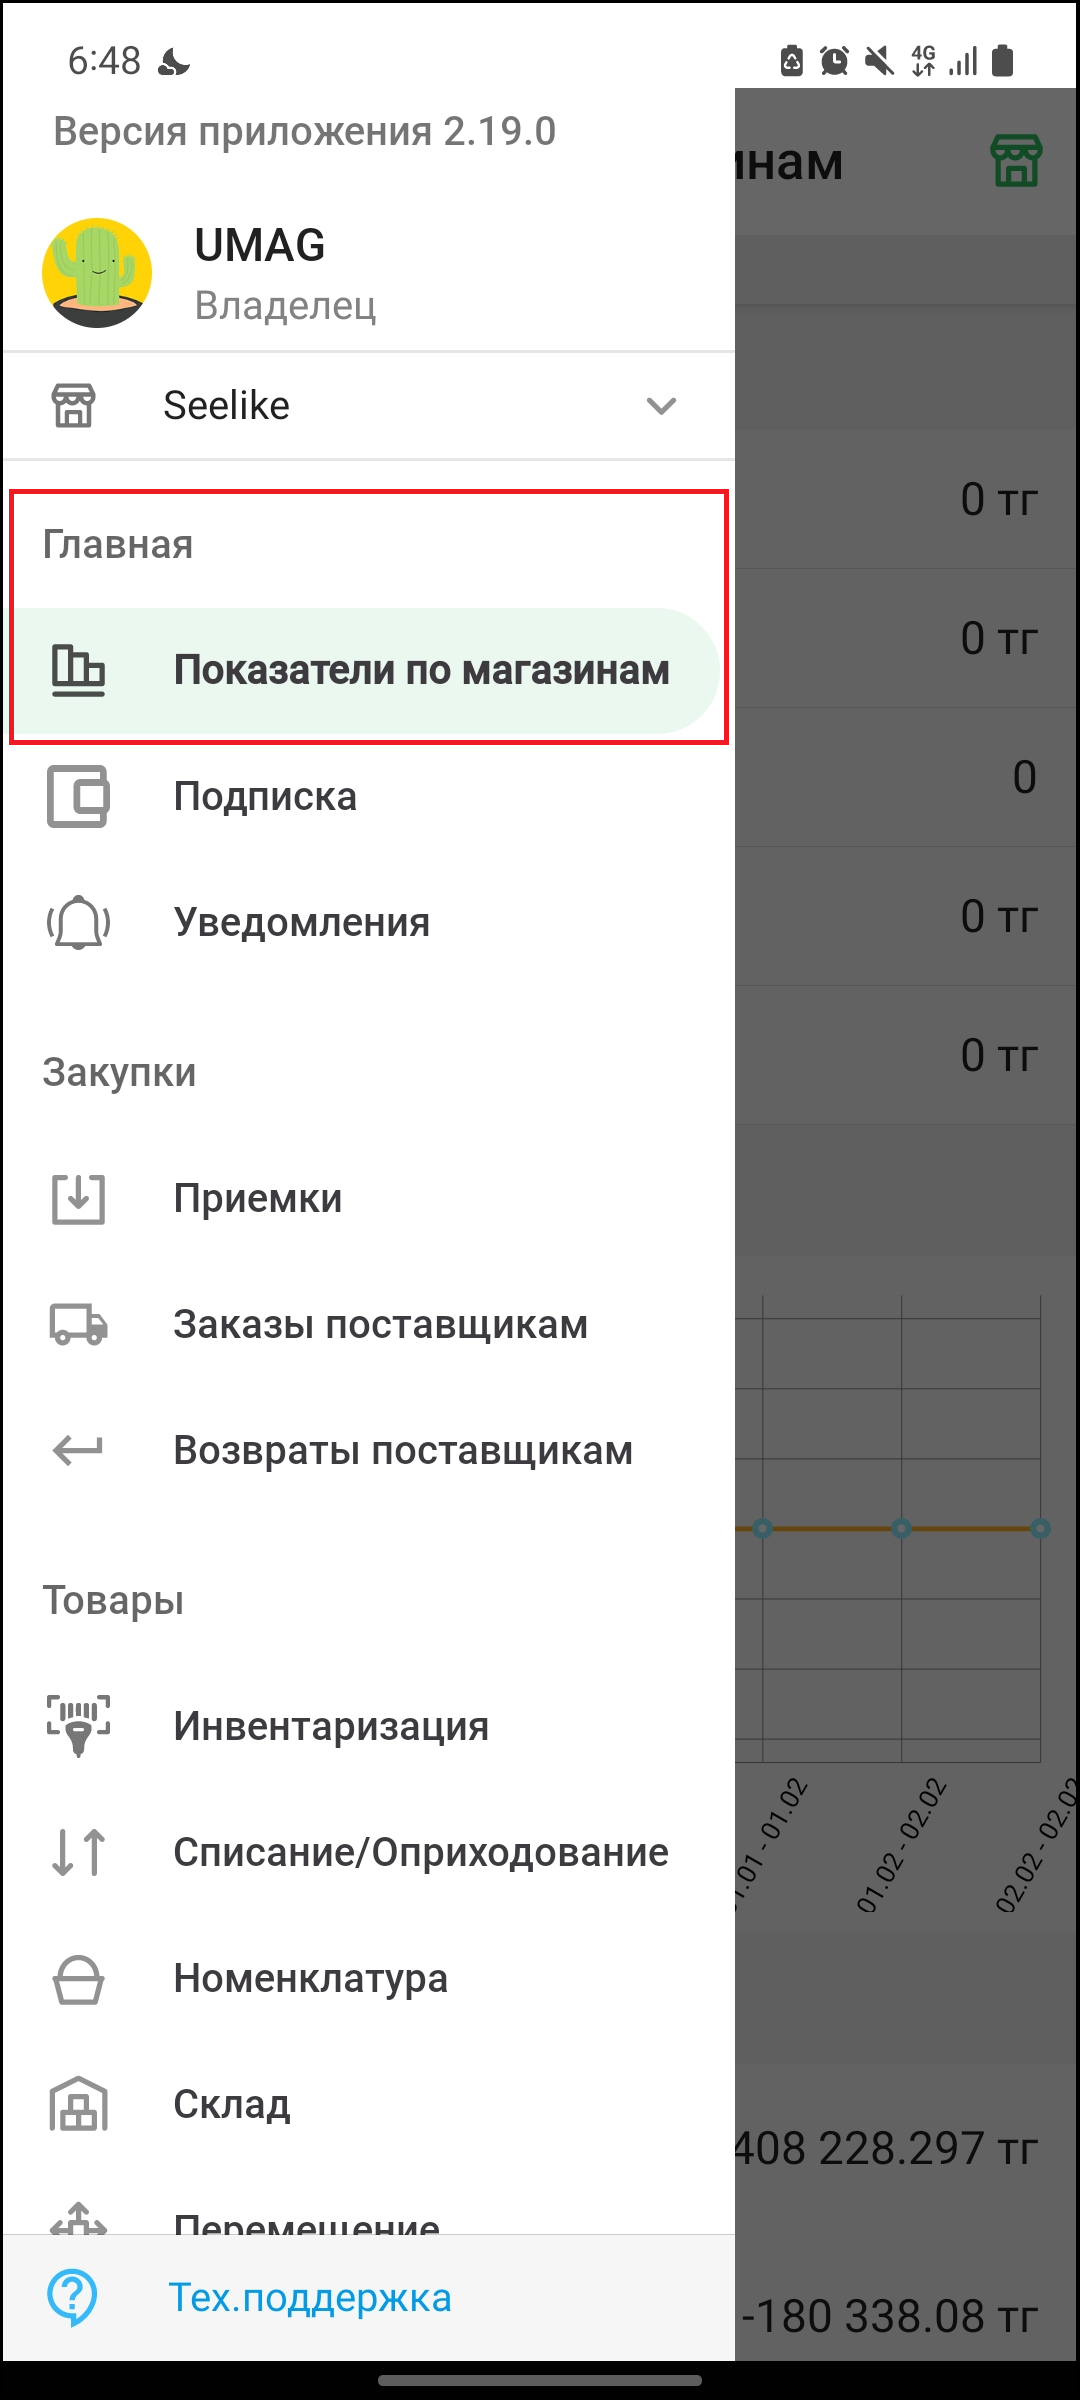 6:48
4G
Версия приложения 2.19.0
инам
UMAG
Владелец
Seelike
Главная
0 тг
Показатели по магазинам
0 тг
Подписка
0
Уведомления
0 тг
Закупки
0 тг
Приемки
Заказы поставщикам
Возвраты поставщикам
Товары
Инвентаризация
Списание/Оприходование
.01 - 01.02
01.02 - 02.02
02.02 - 02.02
Номенклатура
Склад
408 228.297 тг
Перемещение
Тех.поддержка
-180 338.08 тг